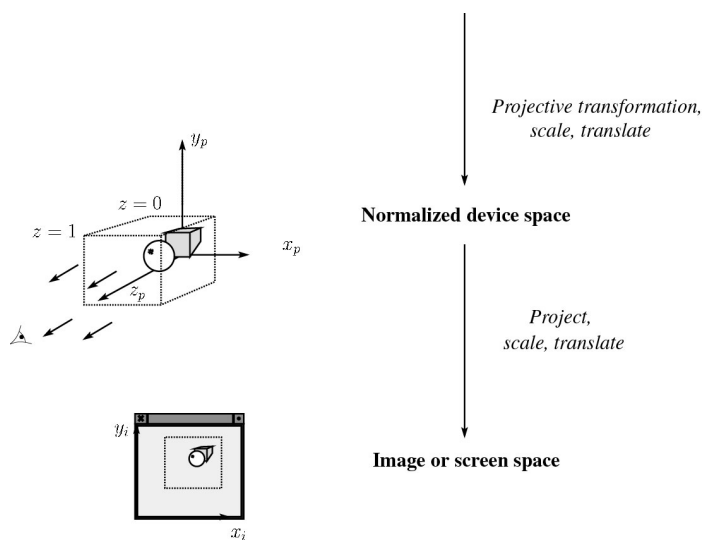 Projective transformation,
scale, translate
y_p
z = 0
Normalized device space
z = 1
x_p
z_p
Project,
scale, translate
y_i
Image or screen space
x_i